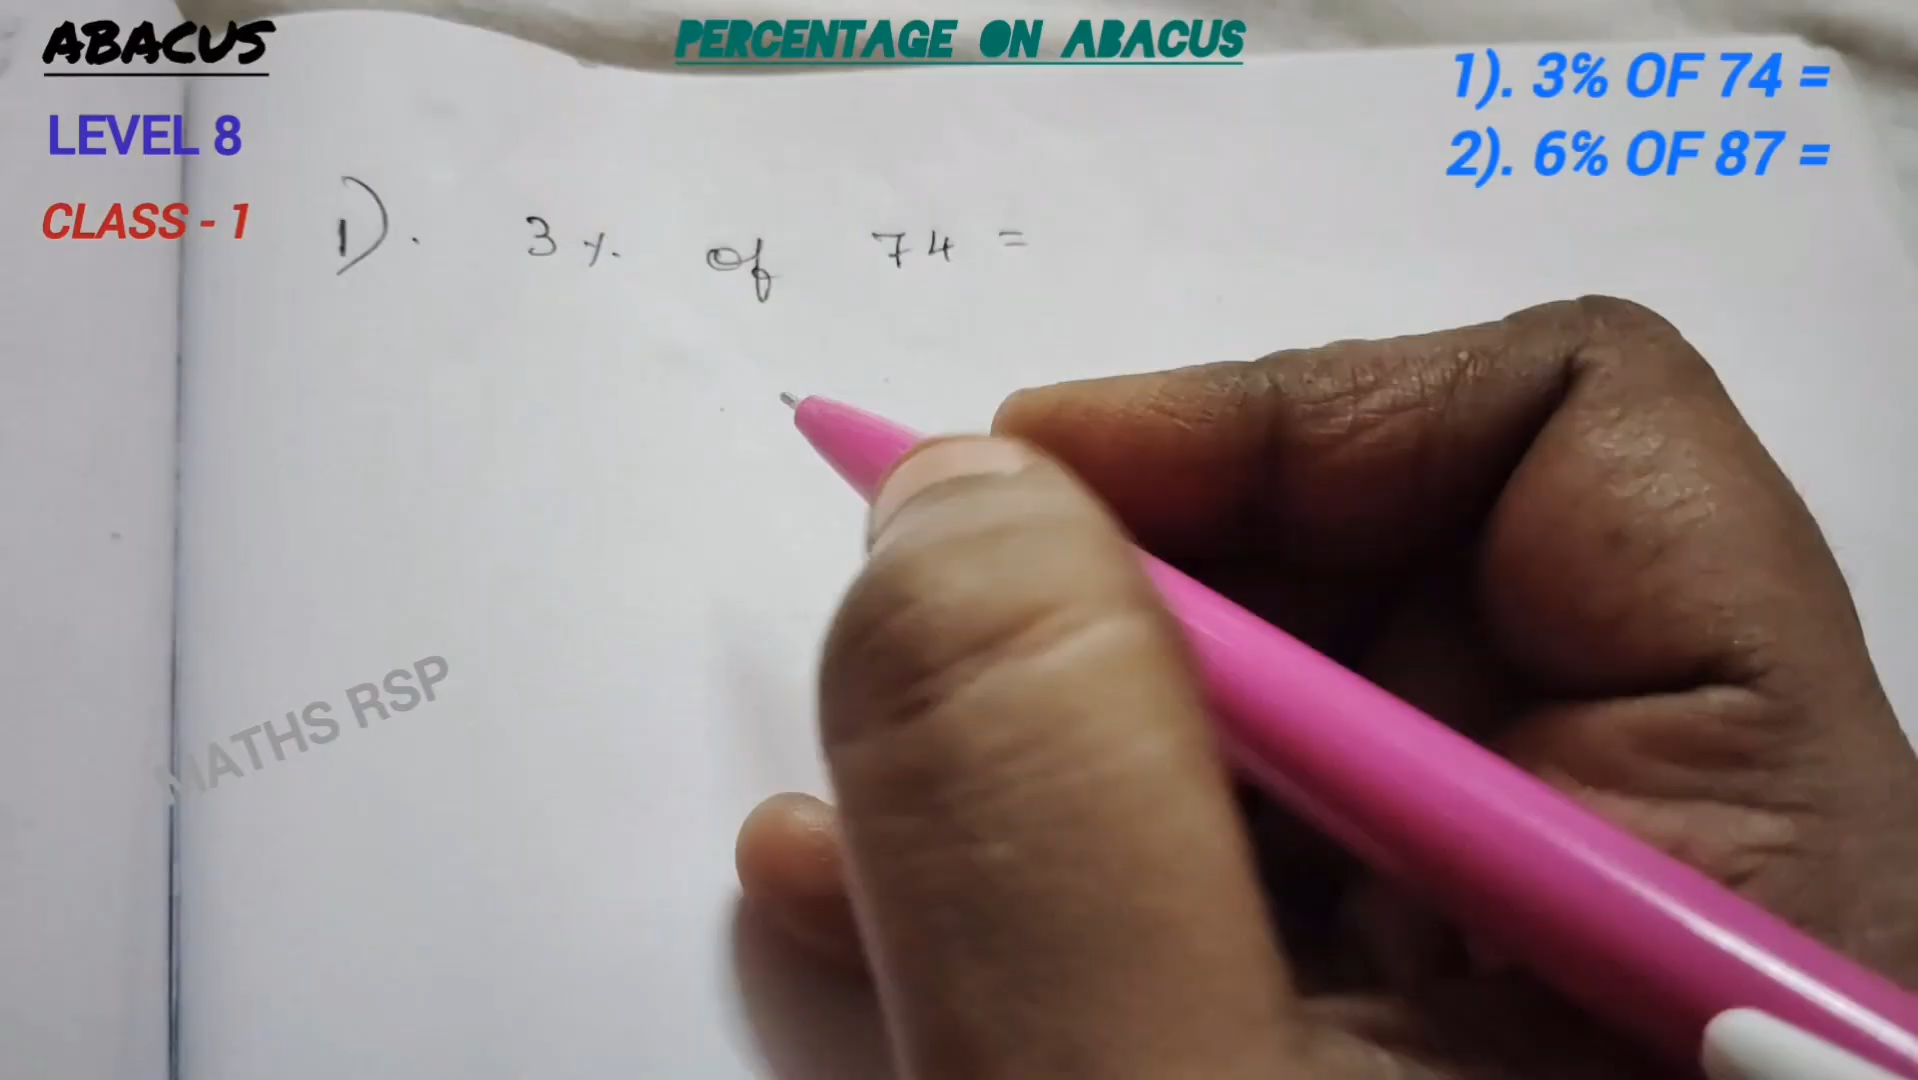 ABACUS
PERCENTAGE ON ABACUS
LEVEL 8
CLASS - 1
1). 3% OF 74 =
2). 6% OF 87 =
1). 3 %. of 74 =
MATHS RSP